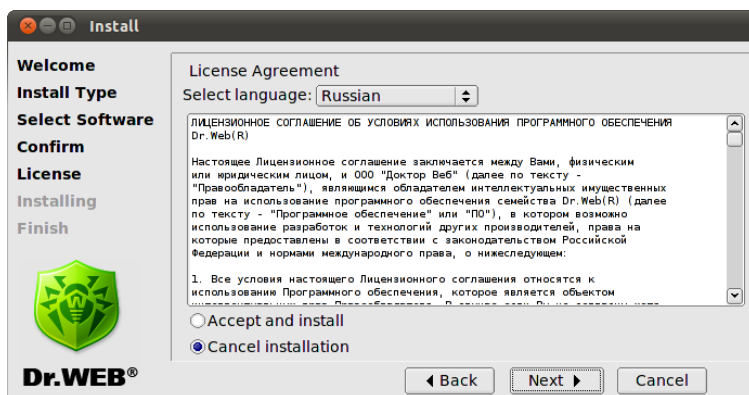 Install
Welcome
Install Type
Select Software
Confirm
License
Installing
Finish
Dr.WEB®
License Agreement
Select language: Russian
ЛИЦЕНЗИОННОЕ СОГЛАШЕНИЕ ОБ УСЛОВИЯХ ИСПОЛЬЗОВАНИЯ ПРОГРАММНОГО ОБЕСПЕЧЕНИЯ
Dr.Web(R)
Настоящее Лицензионное соглашение заключается между Вами, физическим
или юридическим лицом, и ООО "Доктор Веб" (далее по тексту -
"Правообладатель"), являющимся обладателем интеллектуальных имущественных
прав на использование программного обеспечения семейства Dr.Web(R) (далее
по тексту - "Программное обеспечение" или "ПО"), в котором возможно
использование разработок и технологий других производителей, права на
которые предоставлены в соответствии с законодательством Российской
Федерации и нормами международного права, о нижеследующем:
1. Все условия настоящего Лицензионного соглашения относятся к
использованию Программного обеспечения, которое является объектом
Accept and install
Cancel installation
Back
Next
Cancel